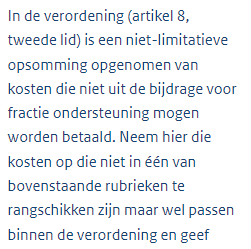 In de verordening (artikel 8,
tweede lid) is een niet-limitatieve
opsomming opgenomen van
kosten die niet uit de bijdrage voor
fractie ondersteuning mogen
worden betaald. Neem hier die
kosten op die niet in één van
bovenstaande rubrieken te
rangschikken zijn maar wel passen
binnen de verordening en geef